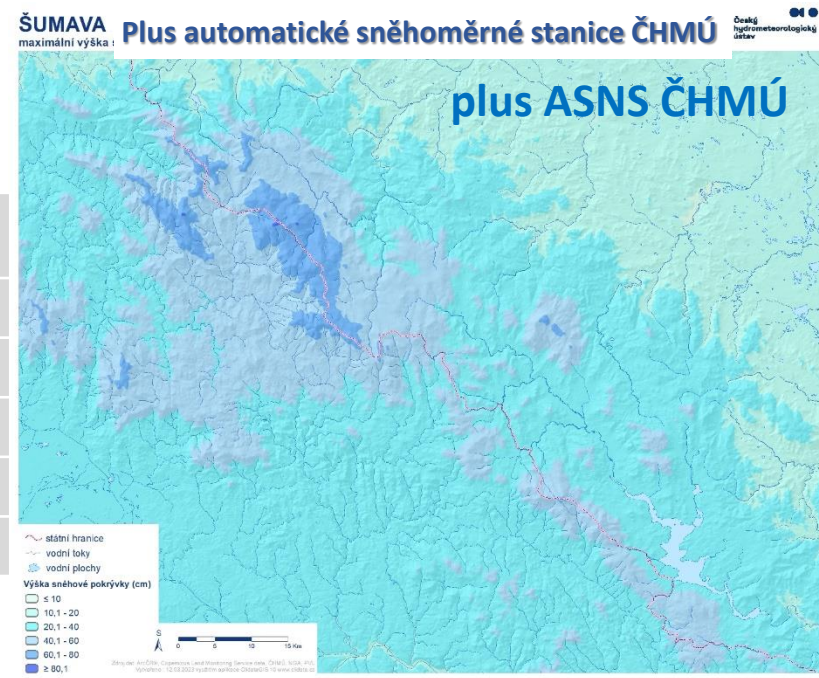 ŠUMAVA
maximální výška
Plus automatické sněhoměrné stanice ČHMÚ
Český
hydrometeorologický
ústav
plus ASNS ČHMÚ
státní hranice
vodní toky
vodní plochy
Výška sněhové pokrývky (cm)
≤ 10
10,1 - 20
20,1 - 40
40,1 - 60
60,1 - 80
≥ 80,1
S
0 5 10 15 Km